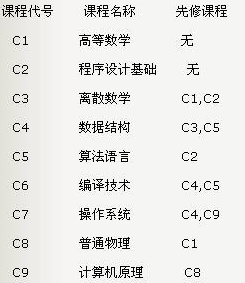 课程代号 课程名称 先修课程
C1 高等数学 无
C2 程序设计基础 无
C3 离散数学 C1,C2
C4 数据结构 C3,C5
C5 算法语言 C2
C6 编译技术 C4,C5
C7 操作系统 C4,C9
C8 普通物理 C1
C9 计算机原理 C8